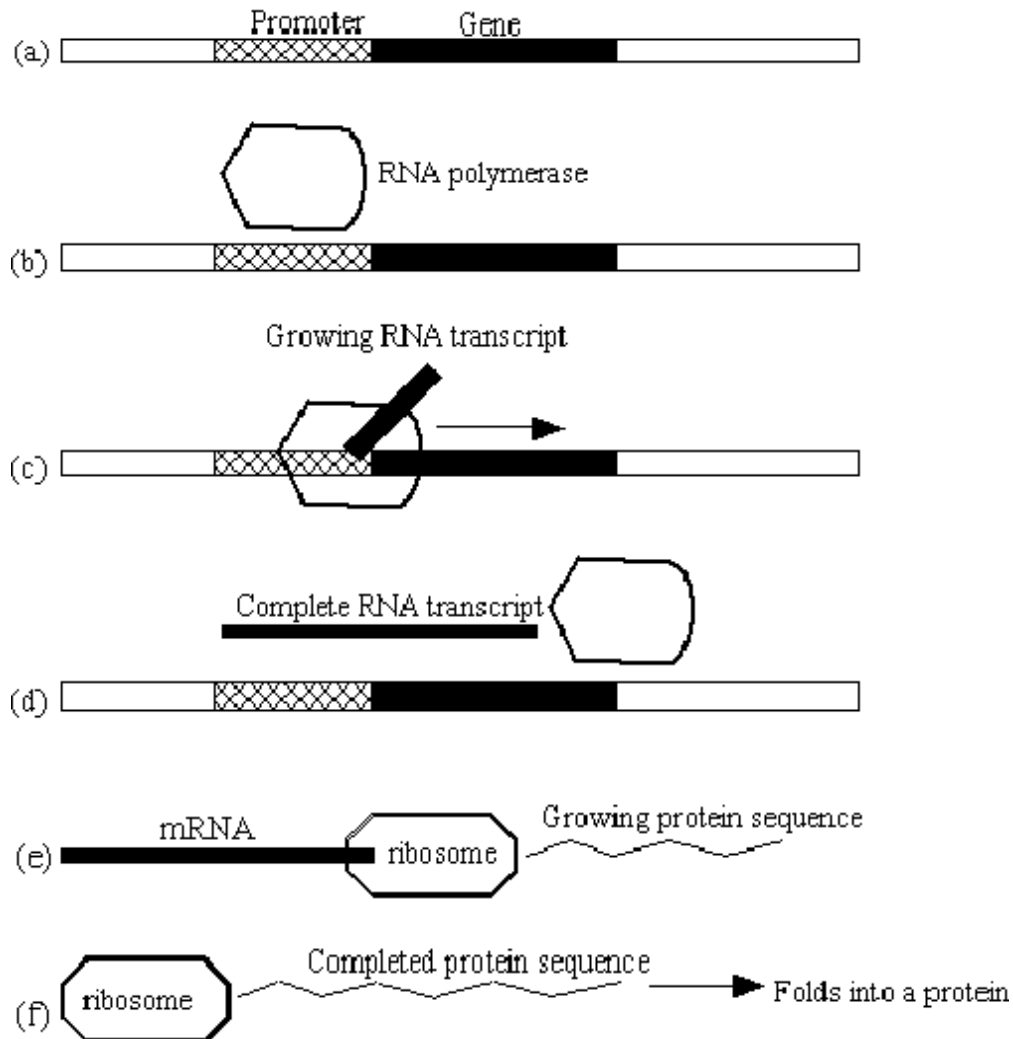 Promoter Gene
(a)
RNA polymerase
(b)
Growing RNA transcript
(c)
Complete RNA transcript
(d)
mRNA
Growing protein sequence
(e)
ribosome
Completed protein sequence
(f)
ribosome
Folds into a protein